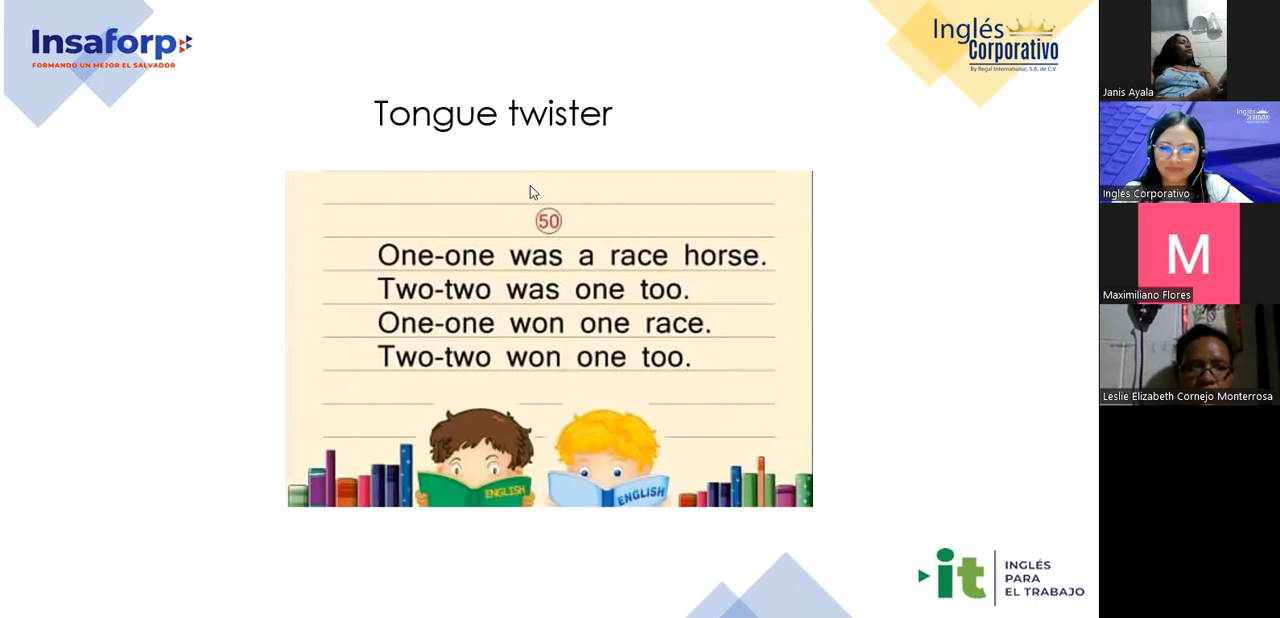 Insaforp
FORMANDO UN MEJOR EL SALVADOR
Inglés
Corporativo
By Regal International, S.A. de C.V.
Tongue twister
50
One-one was a race horse.
Two-two was one too.
One-one won one race.
Two-two won one too.
ENGLISH
ENGLISH
it
INGLÉS
PARA
EL TRABAJO
Janis Ayala
Inglés
Corporativo
Inglés Corporativo
M
Maximiliano Flores
Leslie Elizabeth Cornejo Monterrosa